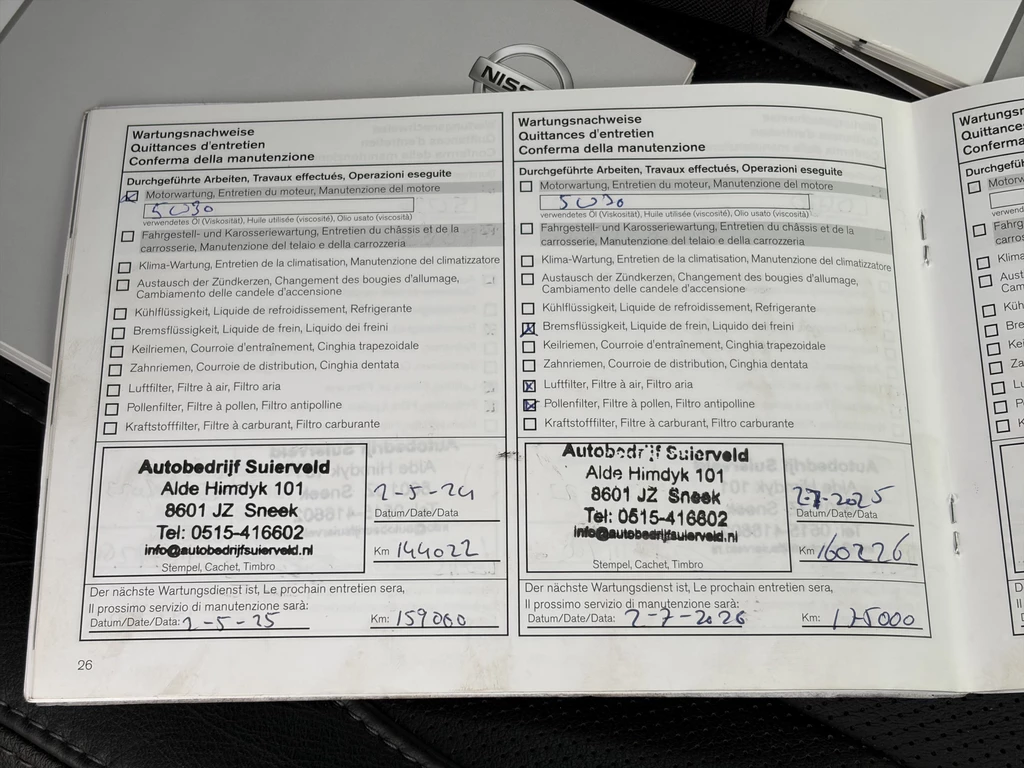 NISS
Wartungsnachweise
Quittances d'entretien
Conferma della manutenzione
Durchgeführte Arbeiten, Travaux effectués, Operazioni eseguite
Motorwartung, Entretien du moteur, Manutenzione del motore
5W30
verwendetes Öl (Viskosität), Huile utilisée (viscosité), Olio usato (viscosità)
Fahrgestell- und Karosseriewartung, Entretien du châssis et de la
carrosserie, Manutenzione del telaio e della carrozzeria
Klima-Wartung, Entretien de la climatisation, Manutenzione del climatizzatore
Austausch der Zündkerzen, Changement des bougies d'allumage,
Cambiamento delle candele d'accensione
Kühlflüssigkeit, Liquide de refroidissement, Refrigerante
Bremsflüssigkeit, Liquide de frein, Liquido dei freini
Keilriemen, Courroie d'entraînement, Cinghia trapezoidale
Zahnriemen, Courroie de distribution, Cinghia dentata
Luftfilter, Filtre à air, Filtro aria
Pollenfilter, Filtre à pollen, Filtro antipolline
Kraftstofffilter, Filtre à carburant, Filtro carburante
Autobedrijf Suierveld
Alde Himdyk 101
8601 JZ Sneek
Tel: 0515-416602
info@autobedrijfsuierveld.nl
Stempel, Cachet, Timbro
2-5-24
Datum/Date/Data
Km 144022
Der nächste Wartungsdienst ist, Le prochain entretien sera,
Il prossimo servizio di manutenzione sarà:
Datum/Date/Data: 2-5-25 Km: 159000
26
Wartungsnachweise
Quittances d'entretien
Conferma della manutenzione
Durchgeführte Arbeiten, Travaux effectués, Operazioni eseguite
Motorwartung, Entretien du moteur, Manutenzione del motore
5W30
verwendetes Öl (Viskosität), Huile utilisée (viscosité), Olio usato (viscosità)
Fahrgestell- und Karosseriewartung, Entretien du châssis et de la
carrosserie, Manutenzione del telaio e della carrozzeria
Klima-Wartung, Entretien de la climatisation, Manutenzione del climatizzatore
Austausch der Zündkerzen, Changement des bougies d'allumage,
Cambiamento delle candele d'accensione
Kühlflüssigkeit, Liquide de refroidissement, Refrigerante
Bremsflüssigkeit, Liquide de frein, Liquido dei freini
Keilriemen, Courroie d'entraînement, Cinghia trapezoidale
Zahnriemen, Courroie de distribution, Cinghia dentata
Luftfilter, Filtre à air, Filtro aria
Pollenfilter, Filtre à pollen, Filtro antipolline
Kraftstofffilter, Filtre à carburant, Filtro carburante
Autobedrijf Suierveld
Alde Himdyk 101
8601 JZ Sneek
Tel: 0515-416602
info@autobedrijfsuierveld.nl
Stempel, Cachet, Timbro
2-7-2025
Datum/Date/Data
Km 160226
Der nächste Wartungsdienst ist, Le prochain entretien sera,
Il prossimo servizio di manutenzione sarà:
Datum/Date/Data: 2-7-2026 Km: 175000